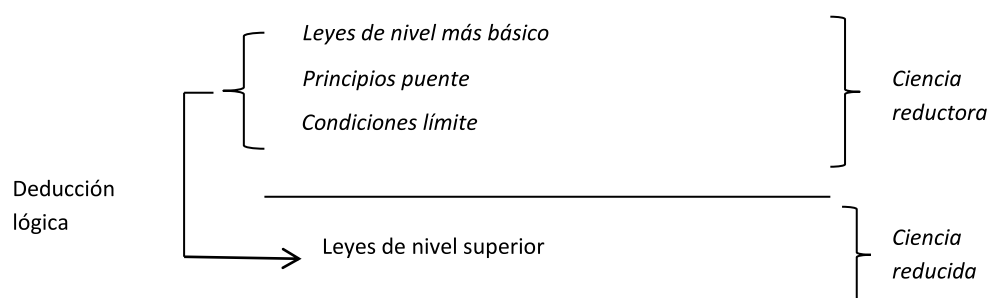 Leyes de nivel más básico
Principios puente
Condiciones límite
Ciencia
reductora
Deducción
lógica
Leyes de nivel superior
Ciencia
reducida